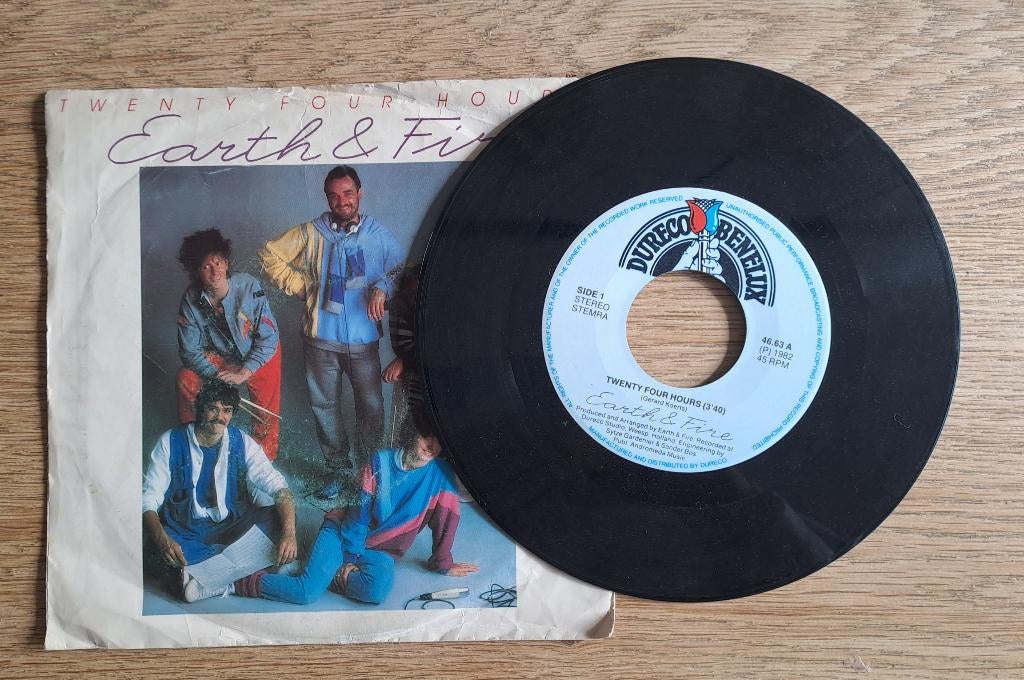 TWENTY FOUR HOUR
Earth & Fir
DURECO BENELUX
ALL RIGHTS OF THE MANUFACTURER AND OF THE OWNER OF THE RECORDED WORK RESERVED
UNAUTHORISED PUBLIC PERFORMANCE BROADCASTING AND COPYING OF THIS RECORD PROHIBITED
SIDE 1
STEREO
STEMRA
46.63 A
(P) 1982
45 RPM
TWENTY FOUR HOURS (3'40)
(Gerard Koerts)
Earth & Fire
Produced and Arranged by Earth & Fire. Recorded at
Dureco Studio, Weesp, Holland. Engineering by
Sytze Gardenier & Sander Bos
Publ. Andromeda Music
MANUFACTURED AND DISTRIBUTED BY DURECO